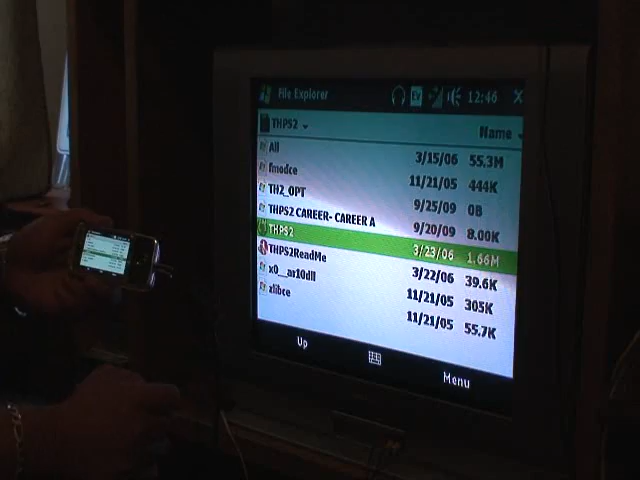 File Explorer Ev 12:46 X
THPS2 Name
All 3/15/06 55.3M
fmodce 11/21/05 444K
TH2_OPT 9/25/09 0B
THPS2 CAREER- CAREER A 9/20/09 8.00K
THPS2 3/23/06 1.66M
THPS2ReadMe 3/22/06 39.6K
x0__ar10dll 11/21/05 305K
zlibce 11/21/05 55.7K
Up Menu